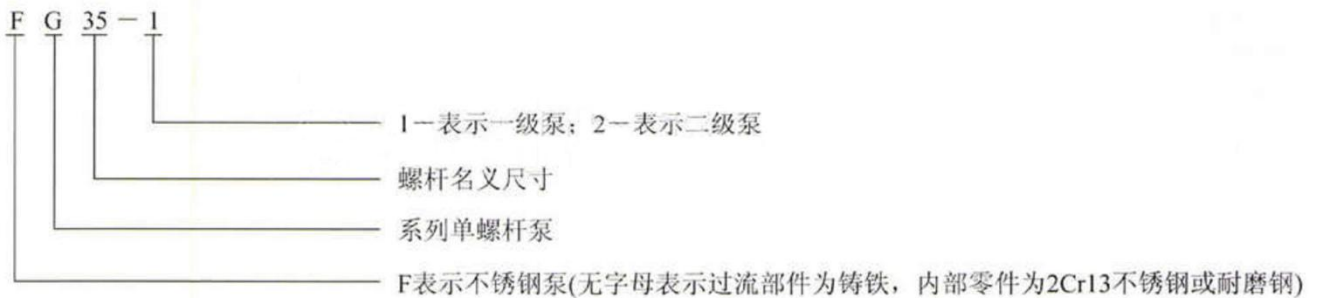 F G 35－1
1－表示一级泵；2－表示二级泵
螺杆名义尺寸
系列单螺杆泵
F表示不锈钢泵(无字母表示过流部件为铸铁，内部零件为2Cr13不锈钢或耐磨钢)